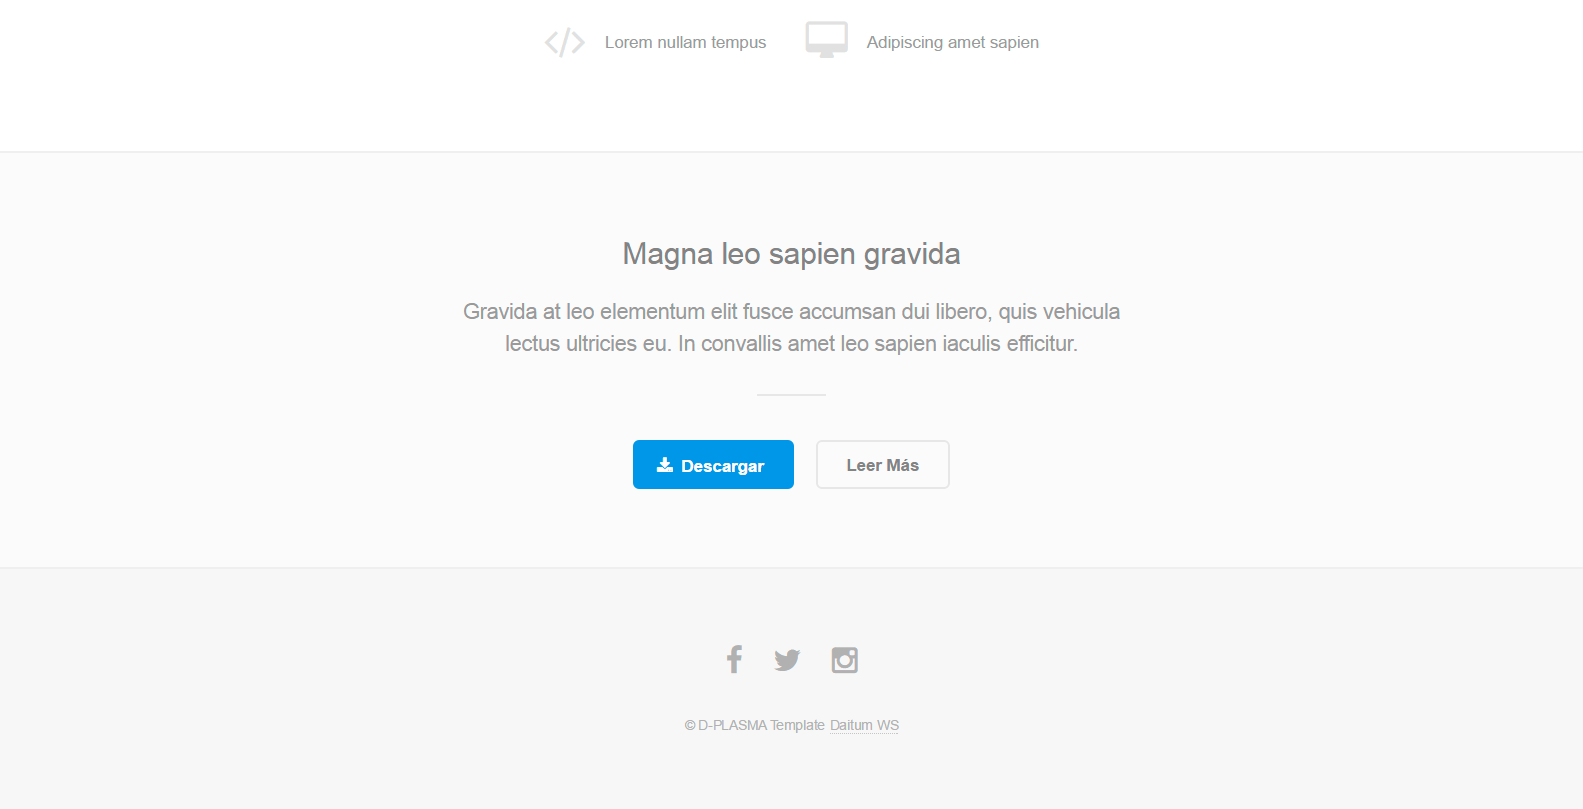 Lorem nullam tempus
Adipiscing amet sapien
Magna leo sapien gravida
Gravida at leo elementum elit fusce accumsan dui libero, quis vehicula
lectus ultricies eu. In convallis amet leo sapien iaculis efficitur.
Descargar
Leer Más
© D-PLASMA Template Daitum WS